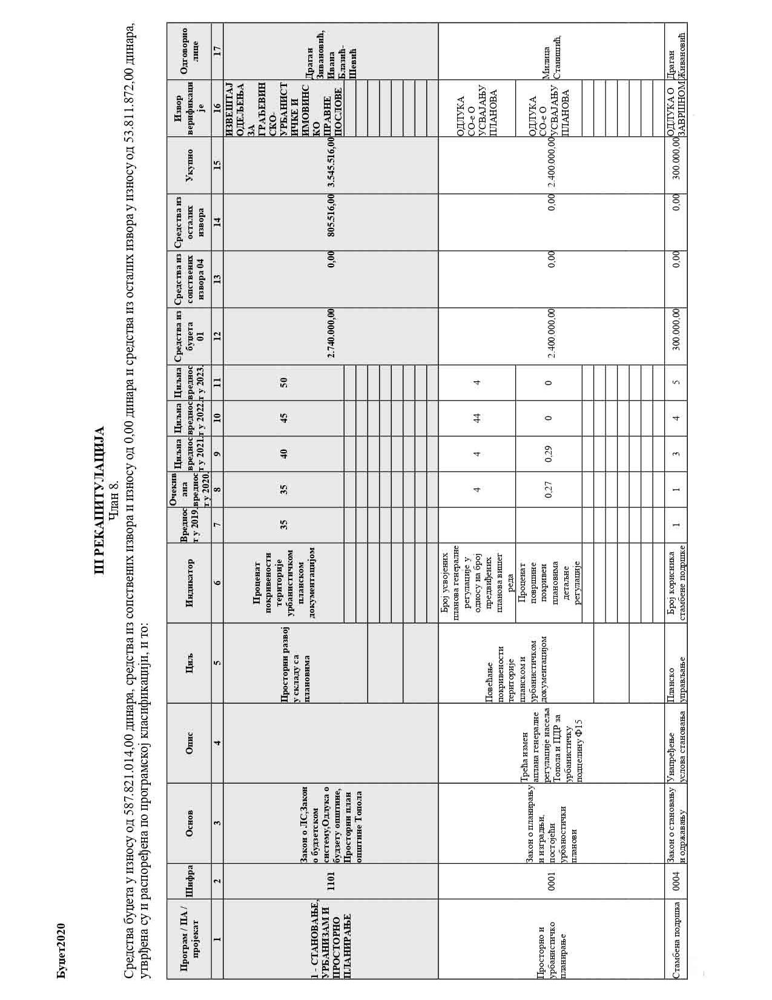 Буџет2020
III РЕКАПИТУЛАЦИЈА
Члан 8.
Средства буџета у износу од 587.821.014,00 динара, средства из сопствених извора и износу од 0,00 динара и средства из осталих извора у износу од 53.811.872,00 динара,
утврђена су и распоређена по програмској класификацији, и то:
Програм / ПА /
пројекат
Шифра
Основ
Опис
Циљ
Индикатор
Вреднос
т у 2019.
Очекив
ана
вреднос
т у 2020.
Циљна
вреднос
т у 2021.
Циљна
вреднос
т у 2022.
Циљна
вреднос
т у 2023.
Средства из
буџета
01
Средства из
сопствених
извора 04
Средства из
осталих
извора
Укупно
Извор
верификаци
је
Одговорно
лице
1
2
3
4
5
6
7
8
9
10
11
12
13
14
15
16
17
1 - СТАНОВАЊЕ,
УРБАНИЗАМ И
ПРОСТОРНО
ПЛАНИРАЊЕ
1101
Закон о ЛС,Закон
о буџетском
систему,Одлука о
буџету општине,
Просторни план
општине Топола
Просторни развој
у складу са
плановима
Проценат
покривености
територије
урбанистичком
планском
документацијом
35
35
40
45
50
2.740.000,00
0,00
805.516,00
3.545.516,00
ИЗВЕШТАЈ
ОДЕЉЕЊА
ЗА
ГРАЂЕВИН
СКО-
УРБАНИСТ
ИЧКЕ И
ИМОВИНС
КО
ПРАВНЕ
ПОСЛОВЕ
Драган
Зивановић,
Ивана
Блазић-
Шевић
Просторно и
урбанистичко
планирање
0001
Закон о планирању
и изградњи,
постојећи
урбаностички
планови
Трећа измен
аплана генералне
регулације насеља
Топола и ПДР за
урбанистичку
подцелину Ф15
Повећање
покривености
територије
планском и
урбанистичком
документацијом
Број усвојених
планова генералне
регулације у
односу на број
предвиђених
планова вишег
реда
4
4
44
4
Проценат
површине
покривен
плановима
детаљне
регулације
0,27
0,29
0
0
2.400.000,00
0,00
0,00
2.400.000,00
ОДЛУКА
СО-е О
УСВАЈАЊУ
ПЛАНОВА
ОДЛУКА
СО-е О
УСВАЈАЊУ
ПЛАНОВА
Милица
Станишић,
Стамбена подршка
0004
Закон о становању
и одржавању
Унапређење
услова становања
Планско
управљање
Број корисника
стамбене подршке
1
1
3
4
5
300.000,00
0,00
0,00
300.000,00
ОДЛУКА О
ЗАВРШНОМ
Драган
Живановић